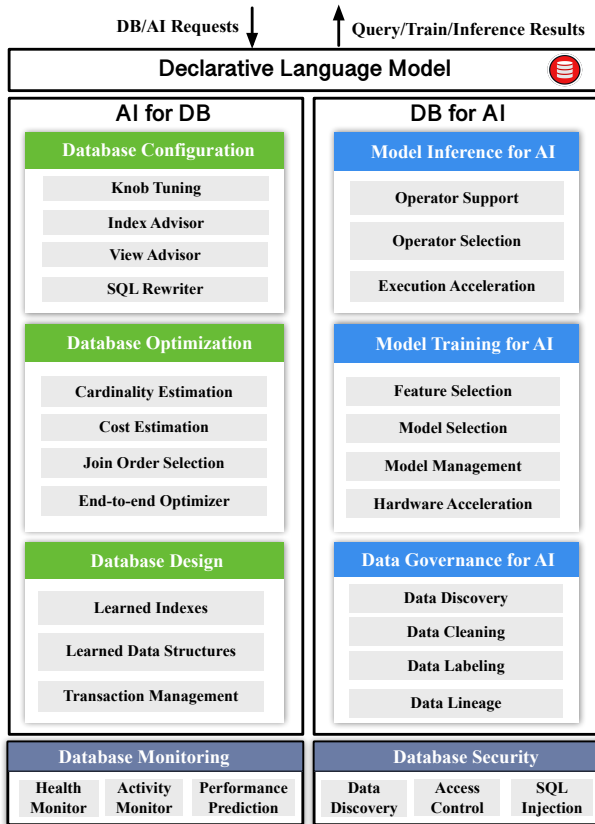 DB/AI Requests
Query/Train/Inference Results
Declarative Language Model
AI for DB
Database Configuration
Knob Tuning
Index Advisor
View Advisor
SQL Rewriter
Database Optimization
Cardinality Estimation
Cost Estimation
Join Order Selection
End-to-end Optimizer
Database Design
Learned Indexes
Learned Data Structures
Transaction Management
DB for AI
Model Inference for AI
Operator Support
Operator Selection
Execution Acceleration
Model Training for AI
Feature Selection
Model Selection
Model Management
Hardware Acceleration
Data Governance for AI
Data Discovery
Data Cleaning
Data Labeling
Data Lineage
Database Monitoring
Health
Monitor
Activity
Monitor
Performance
Prediction
Database Security
Data
Discovery
Access
Control
SQL
Injection